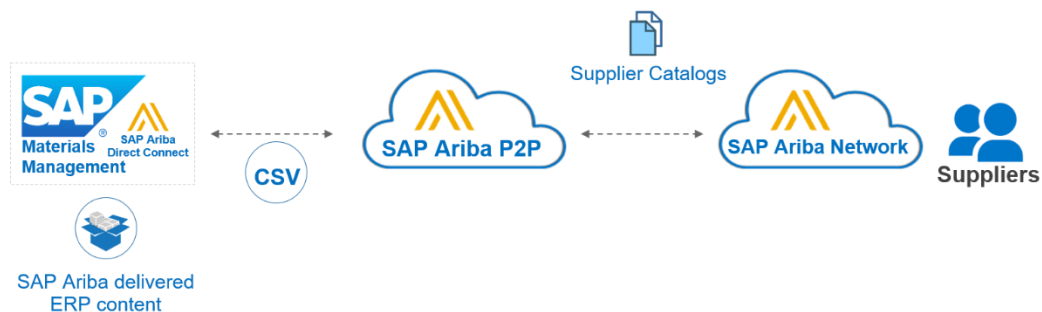 Supplier Catalogs
SAP
®
SAP Ariba
Direct Connect
Materials
Management
CSV
SAP Ariba P2P
SAP Ariba Network
Suppliers
SAP Ariba delivered
ERP content